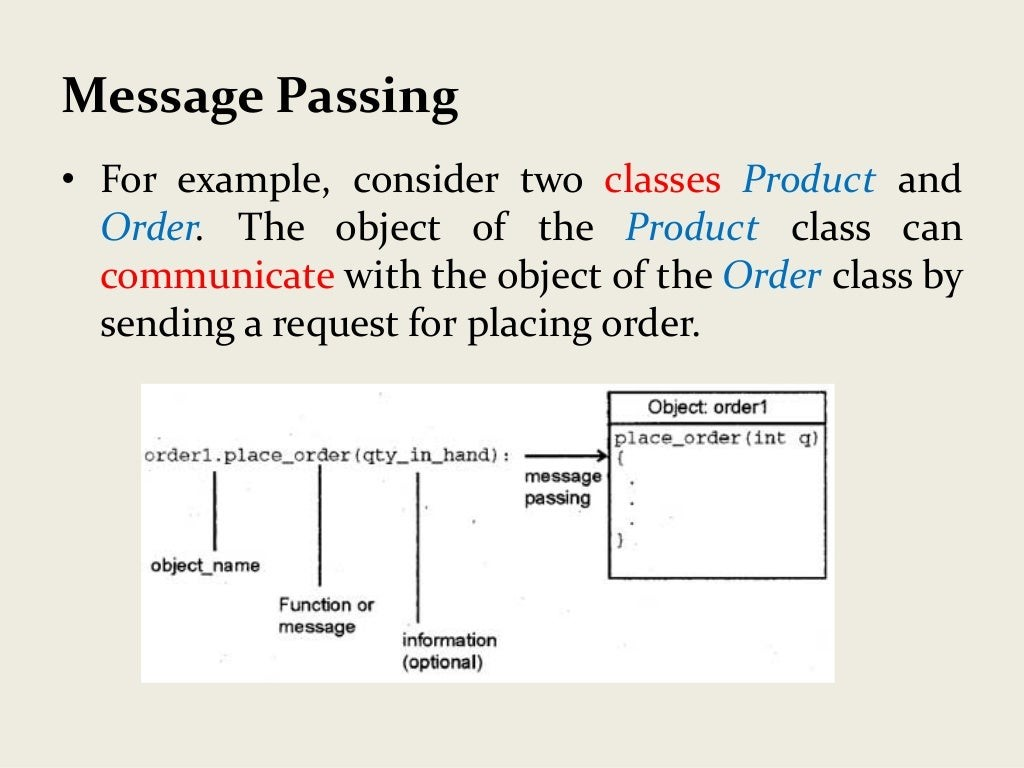 Message Passing
• For example, consider two classes Product and
Order. The object of the Product class can
communicate with the object of the Order class by
sending a request for placing order.
Object: order1
order1.place_order(qty_in_hand):
message
passing
place_order(int q)
{
.
.
.
}
object_name
Function or
message
information
(optional)